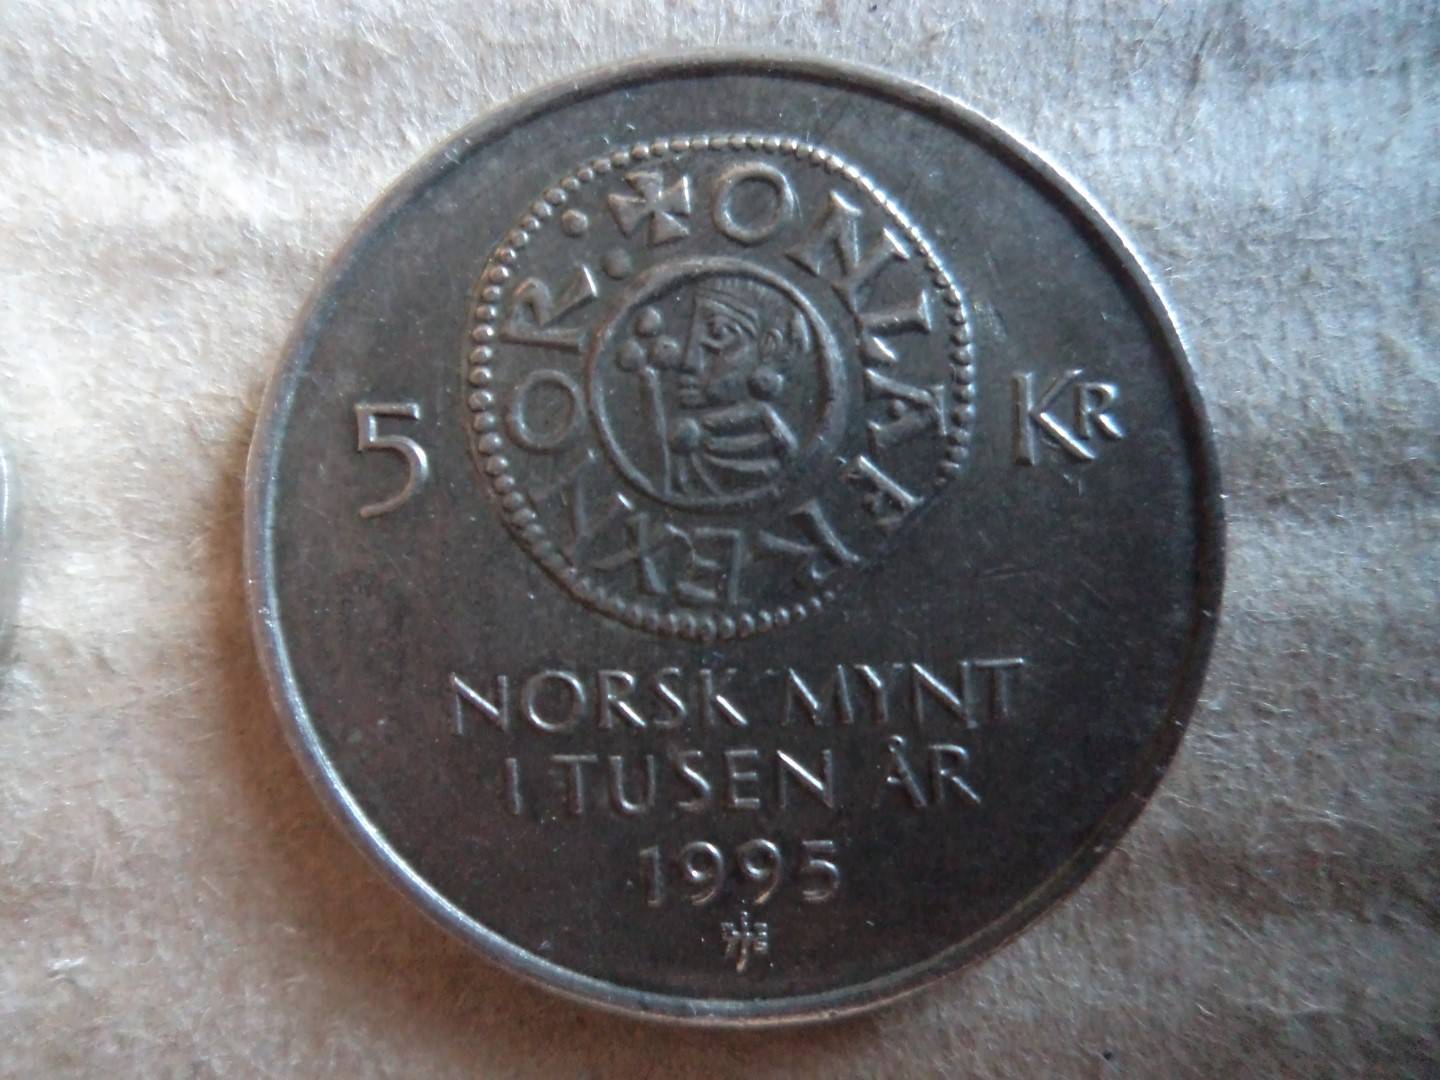 ONLAF REX NOR
5 KR
NORSK MYNT
I TUSEN ÅR
1995